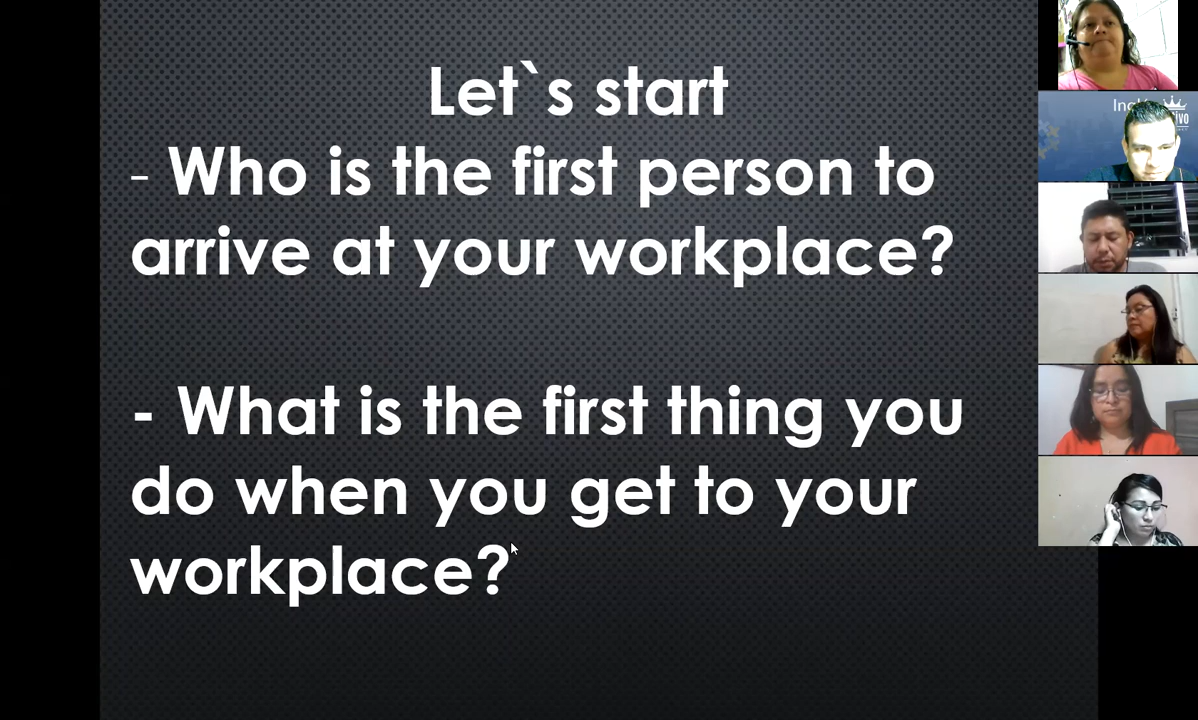 Let`s start
- Who is the first person to
arrive at your workplace?
- What is the first thing you
do when you get to your
workplace?